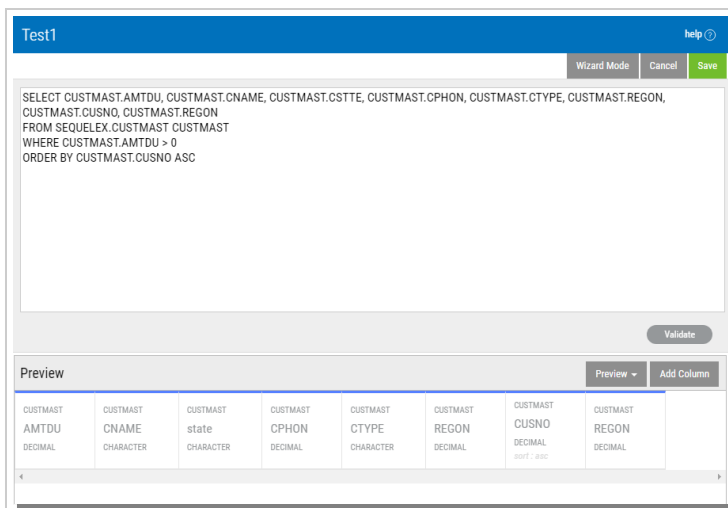 Test1
help ?
Wizard Mode Cancel Save
SELECT CUSTMAST.AMTDU, CUSTMAST.CNAME, CUSTMAST.CSTTE, CUSTMAST.CPHON, CUSTMAST.CTYPE, CUSTMAST.REGON,
CUSTMAST.CUSNO, CUSTMAST.REGON
FROM SEQUELEX.CUSTMAST CUSTMAST
WHERE CUSTMAST.AMTDU > 0
ORDER BY CUSTMAST.CUSNO ASC
Validate
Preview
Preview Add Column
CUSTMAST CUSTMAST CUSTMAST CUSTMAST CUSTMAST CUSTMAST CUSTMAST CUSTMAST
AMTDU CNAME state CPHON CTYPE REGON CUSNO REGON
DECIMAL CHARACTER CHARACTER DECIMAL CHARACTER DECIMAL DECIMAL DECIMAL
sort : asc